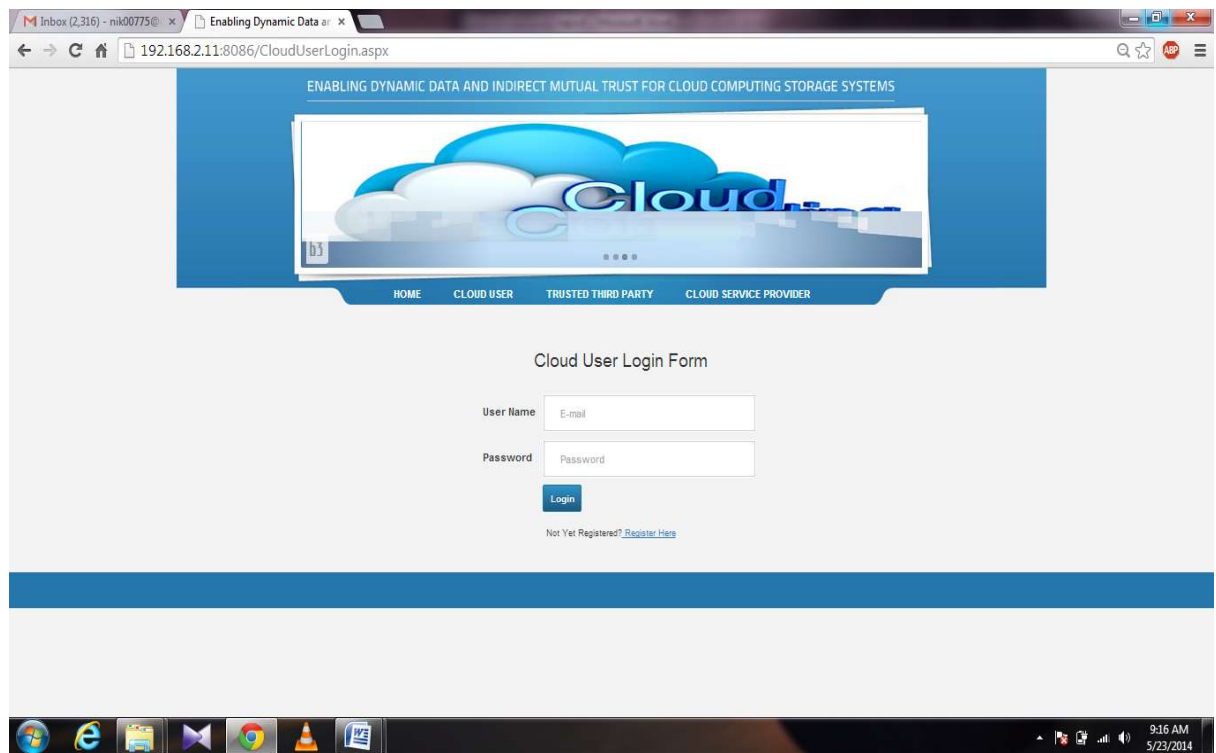 M Inbox (2,316) - nik00775@ ×
Enabling Dynamic Data ar ×
192.168.2.11:8086/CloudUserLogin.aspx
ABP
ENABLING DYNAMIC DATA AND INDIRECT MUTUAL TRUST FOR CLOUD COMPUTING STORAGE SYSTEMS
Cloud
b3
HOME CLOUD USER TRUSTED THIRD PARTY CLOUD SERVICE PROVIDER
Cloud User Login Form
User Name E-mail
Password Password
Login
Not Yet Registered? Register Here
9:16 AM
5/23/2014